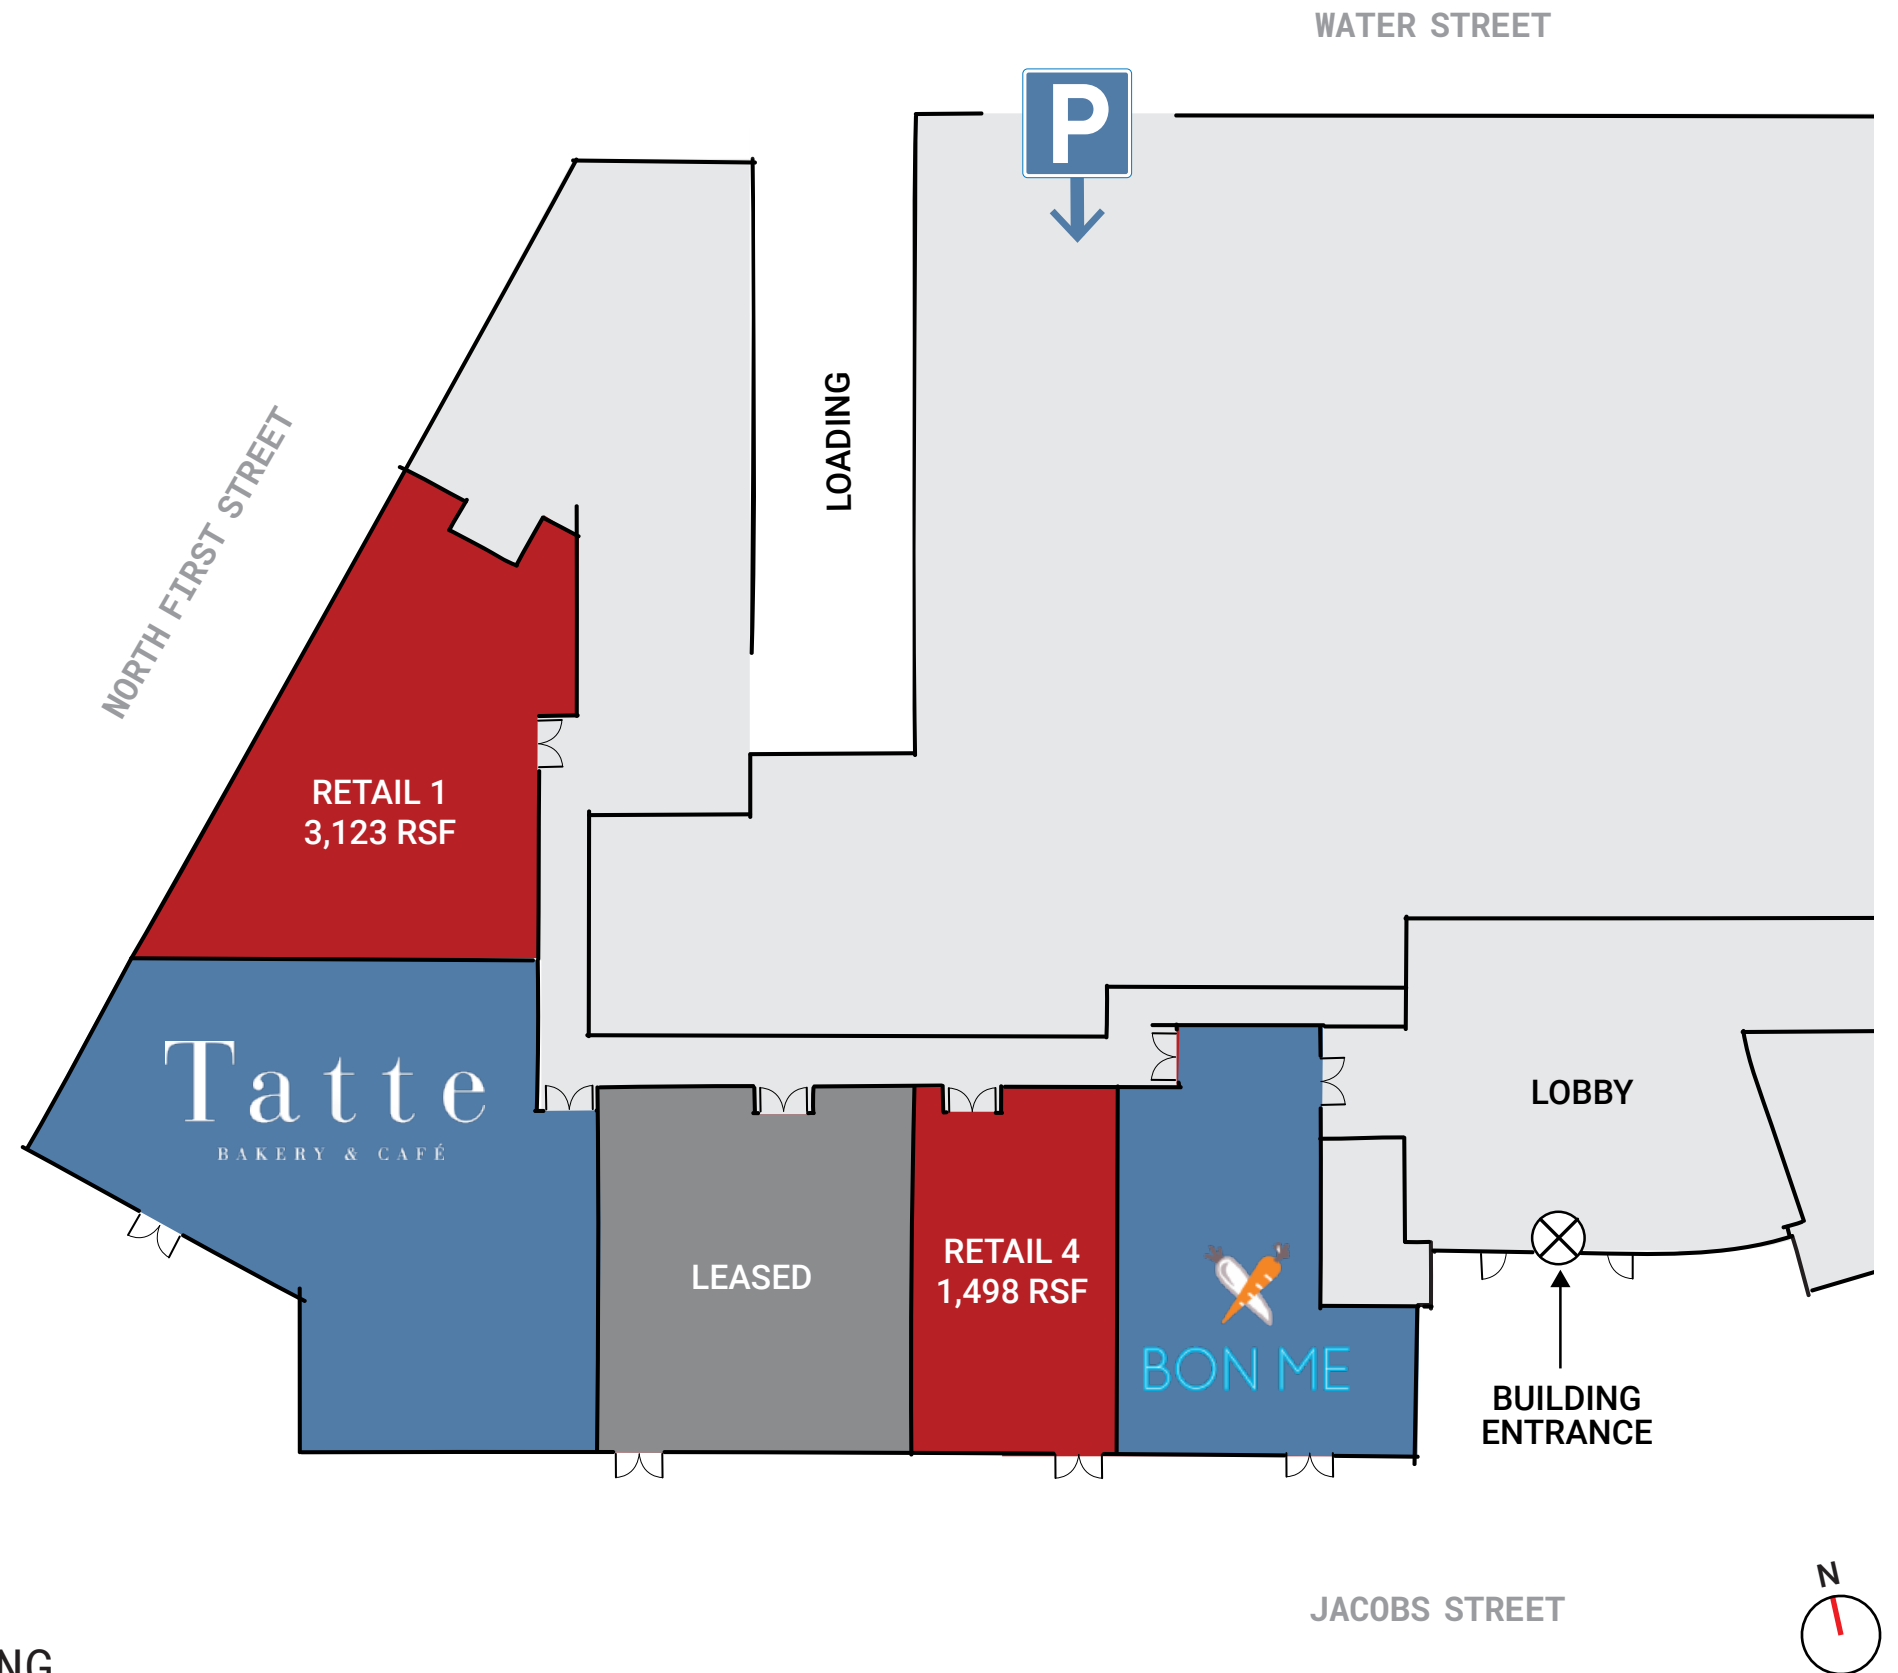 WATER STREET
P
LOADING
NORTH FIRST STREET
RETAIL 1
3,123 RSF
Tatte
BAKERY & CAFÉ
LOBBY
LEASED
RETAIL 4
1,498 RSF
BON ME
BUILDING
ENTRANCE
JACOBS STREET
N
NG